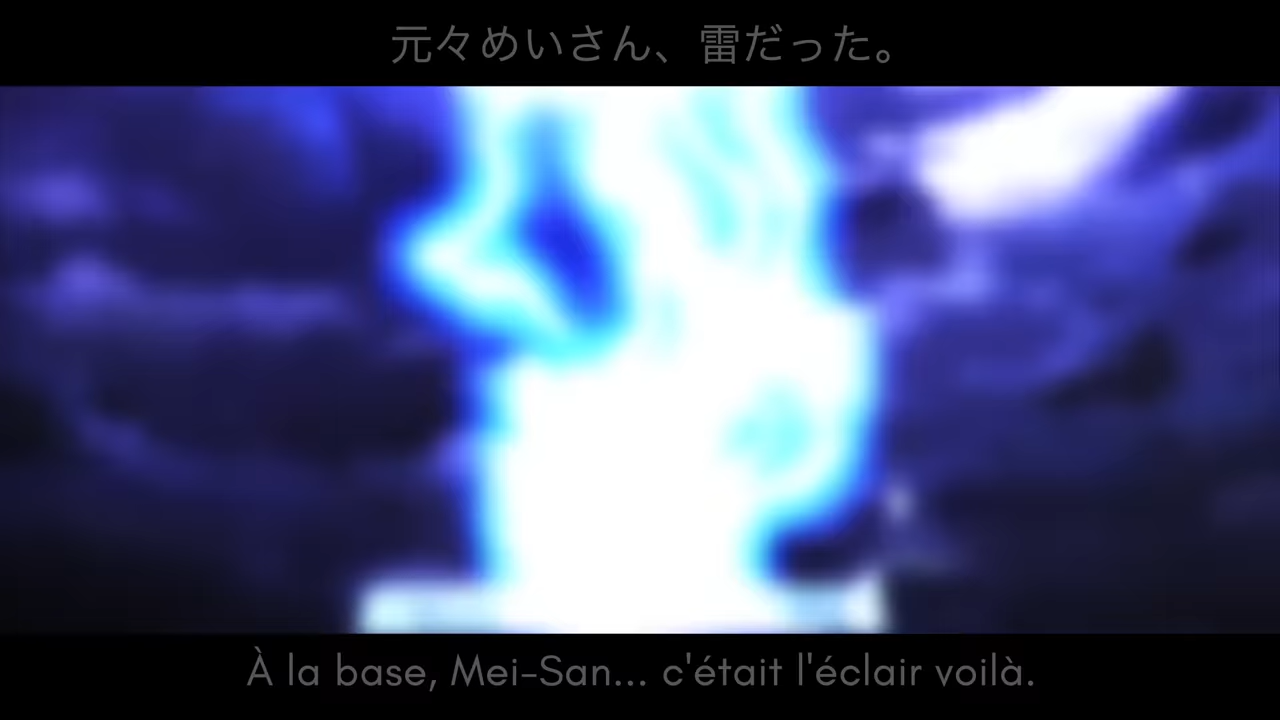 元々めいさん、雷だった。
À la base, Mei-San... c'était l'éclair voilà.